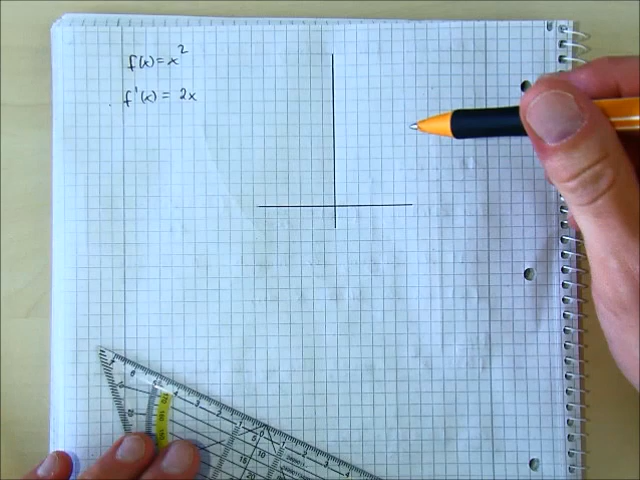 f(x) = x²
f'(x) = 2x